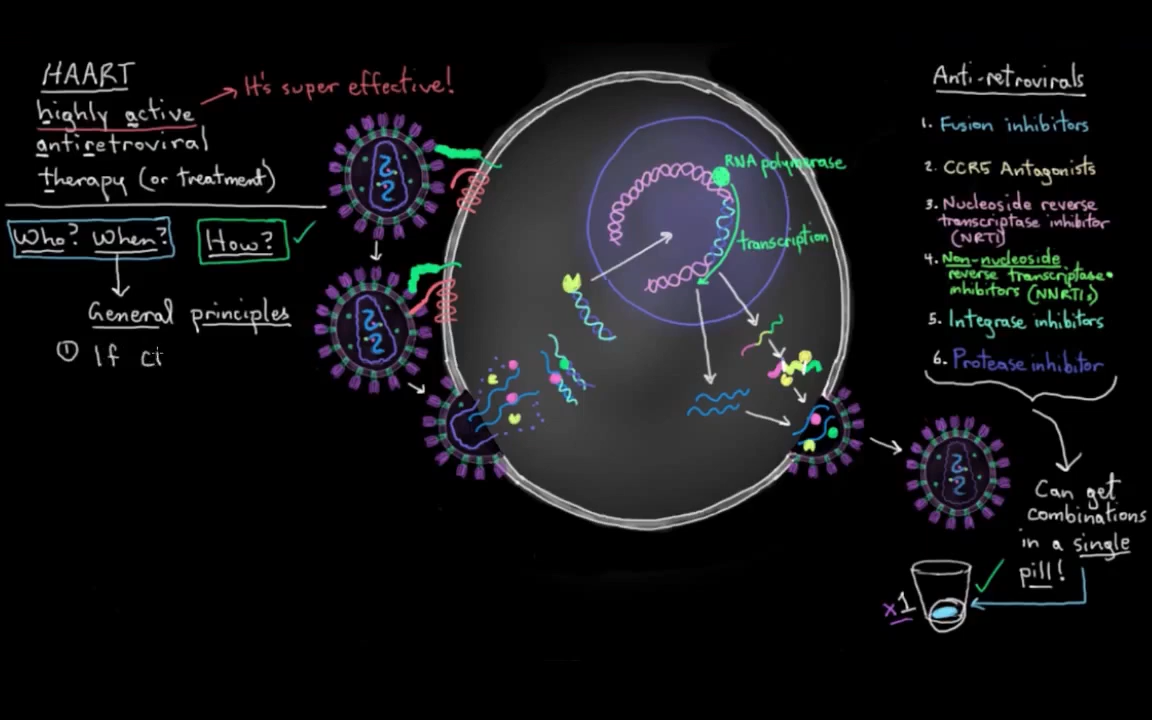 HAART
highly active
antiretroviral
therapy (or treatment)
It's super effective!
Who? When?
How?
General principles
① If
RNA polymerase
transcription
Anti-retrovirals
1. Fusion inhibitors
2. CCR5 Antagonists
3. Nucleoside reverse
transcriptase inhibitor
(NRTI)
4. Non-nucleoside
reverse transcriptase
inhibitors (NNRTIs)
5. Integrase inhibitors
6. Protease inhibitor
Can get
combinations
in a single
pill!
x1